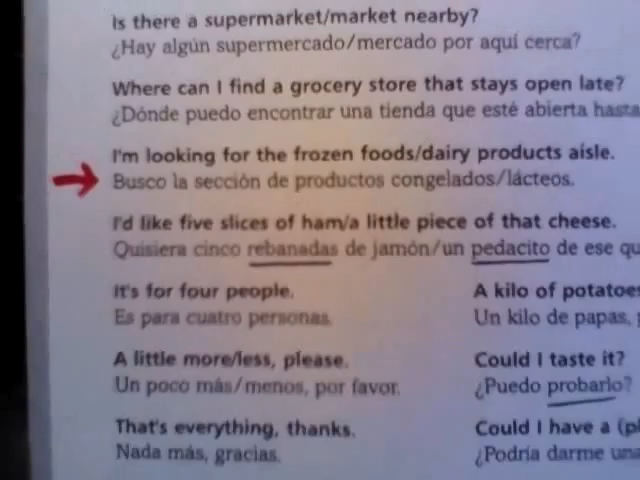 Is there a supermarket/market nearby?
¿Hay algún supermercado/mercado por aquí cerca?
Where can I find a grocery store that stays open late?
¿Dónde puedo encontrar una tienda que esté abierta hasta
I'm looking for the frozen foods/dairy products aisle.
Busco la sección de productos congelados/lácteos.
I'd like five slices of ham/a little piece of that cheese.
Quisiera cinco rebanadas de jamón/un pedacito de ese qu
It's for four people.
Es para cuatro personas.
A kilo of potatoes
Un kilo de papas,
A little more/less, please.
Un poco más/menos, por favor.
Could I taste it?
¿Puedo probarlo?
That's everything, thanks.
Nada más, gracias.
Could I have a (pl
¿Podría darme una